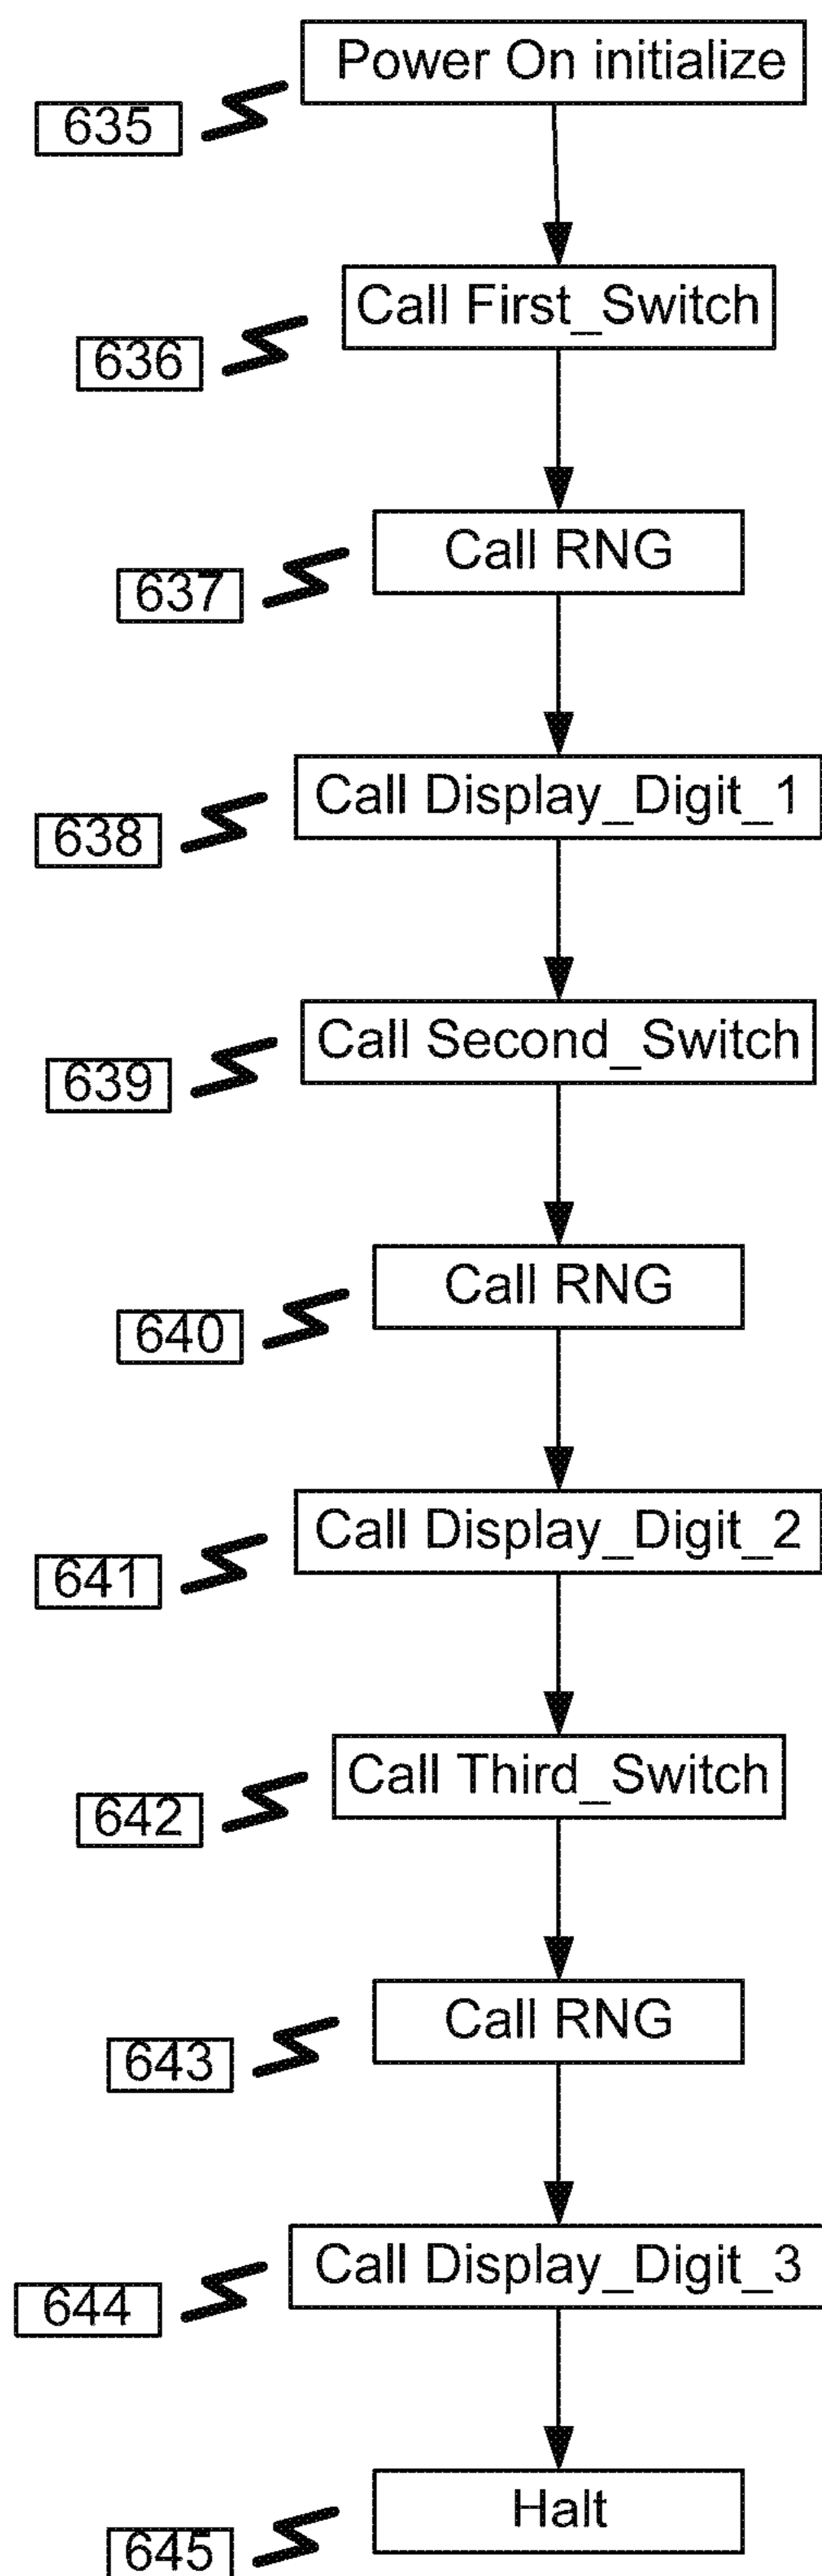 Power On initialize
635
Call First_Switch
636
Call RNG
637
Call Display_Digit_1
638
Call Second_Switch
639
Call RNG
640
Call Display_Digit_2
641
Call Third_Switch
642
Call RNG
643
Call Display_Digit_3
644
Halt
645